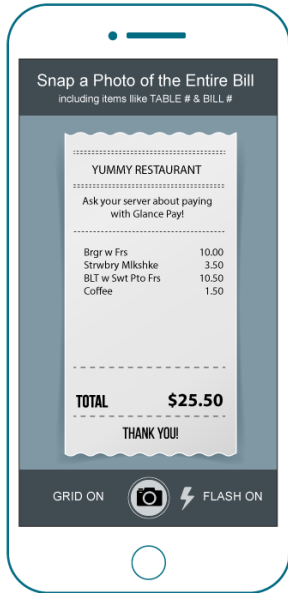 Snap a Photo of the Entire Bill
including items llike TABLE # & BILL #
YUMMY RESTAURANT
Ask your server about paying
with Glance Pay!
Brgr w Frs 10.00
Strwbry Mlkshke 3.50
BLT w Swt Pto Frs 10.50
Coffee 1.50
TOTAL $25.50
THANK YOU!
GRID ON FLASH ON